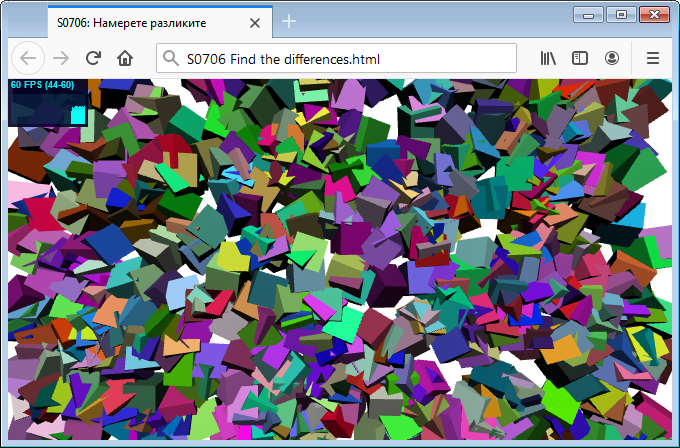 S0706: Намерете разликите
S0706 Find the differences.html
60 FPS (44-60)